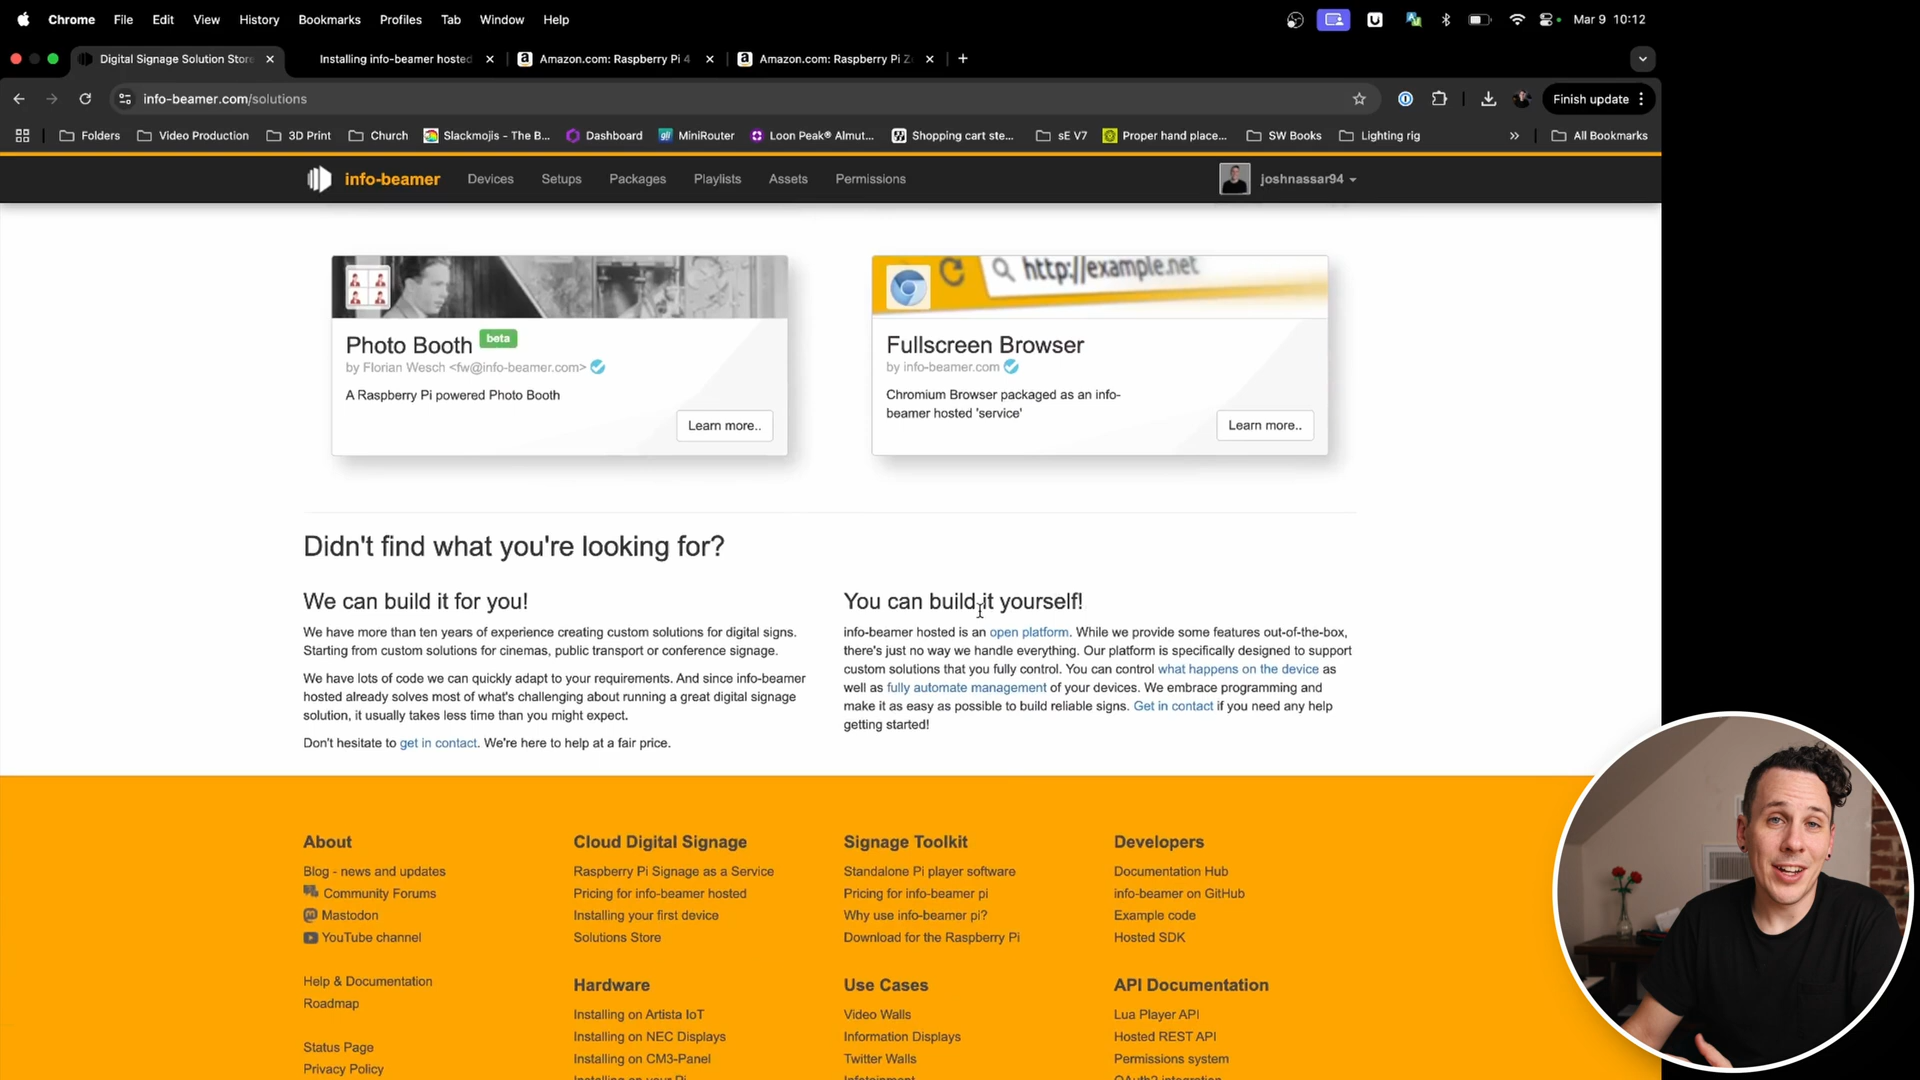 Chrome File Edit View History Bookmarks Profiles Tab Window Help
Mar 9 10:12
Digital Signage Solution Store
Installing info-beamer hosted
Amazon.com: Raspberry Pi 4
Amazon.com: Raspberry Pi Z
info-beamer.com/solutions
Finish update
Folders Video Production 3D Print Church Slackmojis - The B... Dashboard MiniRouter Loon Peak® Almut... Shopping cart ste... sE V7 Proper hand place... SW Books Lighting rig All Bookmarks
info-beamer Devices Setups Packages Playlists Assets Permissions joshnassar94
http://example.net
Photo Booth beta
by Florian Wesch <fw@info-beamer.com>
A Raspberry Pi powered Photo Booth
Learn more..
Fullscreen Browser
by info-beamer.com
Chromium Browser packaged as an info-
beamer hosted 'service'
Learn more..
Didn't find what you're looking for?
We can build it for you!
We have more than ten years of experience creating custom solutions for digital signs.
Starting from custom solutions for cinemas, public transport or conference signage.
We have lots of code we can quickly adapt to your requirements. And since info-beamer
hosted already solves most of what's challenging about running a great digital signage
solution, it usually takes less time than you might expect.
Don't hesitate to get in contact. We're here to help at a fair price.
You can build it yourself!
info-beamer hosted is an open platform. While we provide some features out-of-the-box,
there's just no way we handle everything. Our platform is specifically designed to support
custom solutions that you fully control. You can control what happens on the device as
well as fully automate management of your devices. We embrace programming and
make it as easy as possible to build reliable signs. Get in contact if you need any help
getting started!
About
Blog - news and updates
Community Forums
Mastodon
YouTube channel
Help & Documentation
Roadmap
Status Page
Privacy Policy
Cloud Digital Signage
Raspberry Pi Signage as a Service
Pricing for info-beamer hosted
Installing your first device
Solutions Store
Hardware
Installing on Artista IoT
Installing on NEC Displays
Installing on CM3-Panel
Installing on your Pi
Signage Toolkit
Standalone Pi player software
Pricing for info-beamer pi
Why use info-beamer pi?
Download for the Raspberry Pi
Use Cases
Video Walls
Information Displays
Twitter Walls
Infotainment
Developers
Documentation Hub
info-beamer on GitHub
Example code
Hosted SDK
API Documentation
Lua Player API
Hosted REST API
Permissions system
OAuth2 integration